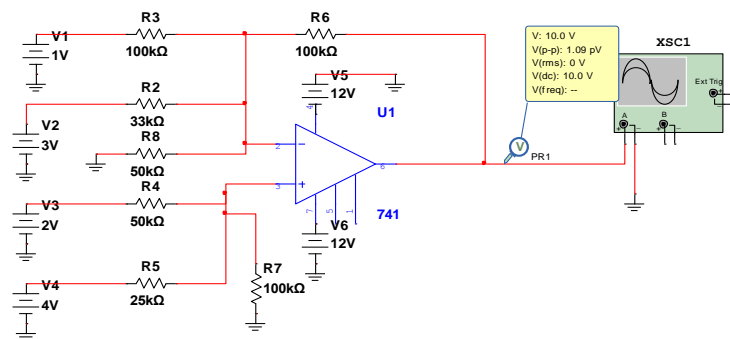 R3
R6
V1
1V
100kΩ
100kΩ
V: 10.0 V
V(p-p): 1.09 pV
V(rms): 0 V
V(dc): 10.0 V
V(freq): --
XSC1
Ext Trig
+
-
A
B
+ - + -
V
PR1
V5
12V
R2
33kΩ
V2
3V
R8
50kΩ
U1
4
2
3
6
7
5
1
741
R4
50kΩ
V3
2V
V6
12V
R5
25kΩ
V4
4V
R7
100kΩ